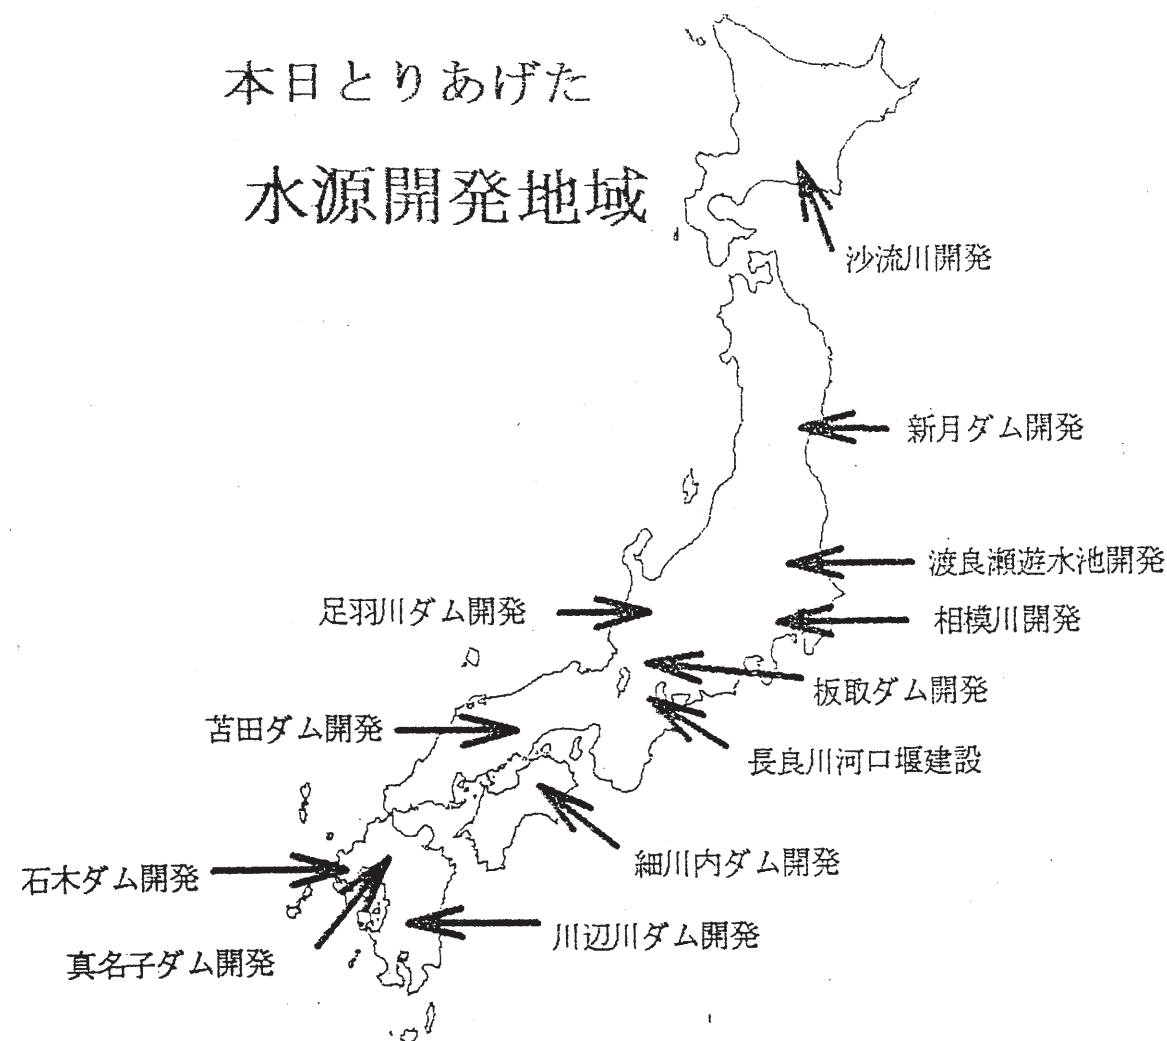 本日とりあげた
水源開発地域
沙流川開発
新月ダム開発
渡良瀬遊水池開発
足羽川ダム開発
相模川開発
板取ダム開発
苫田ダム開発
長良川河口堰建設
細川内ダム開発
石木ダム開発
川辺川ダム開発
真名子ダム開発